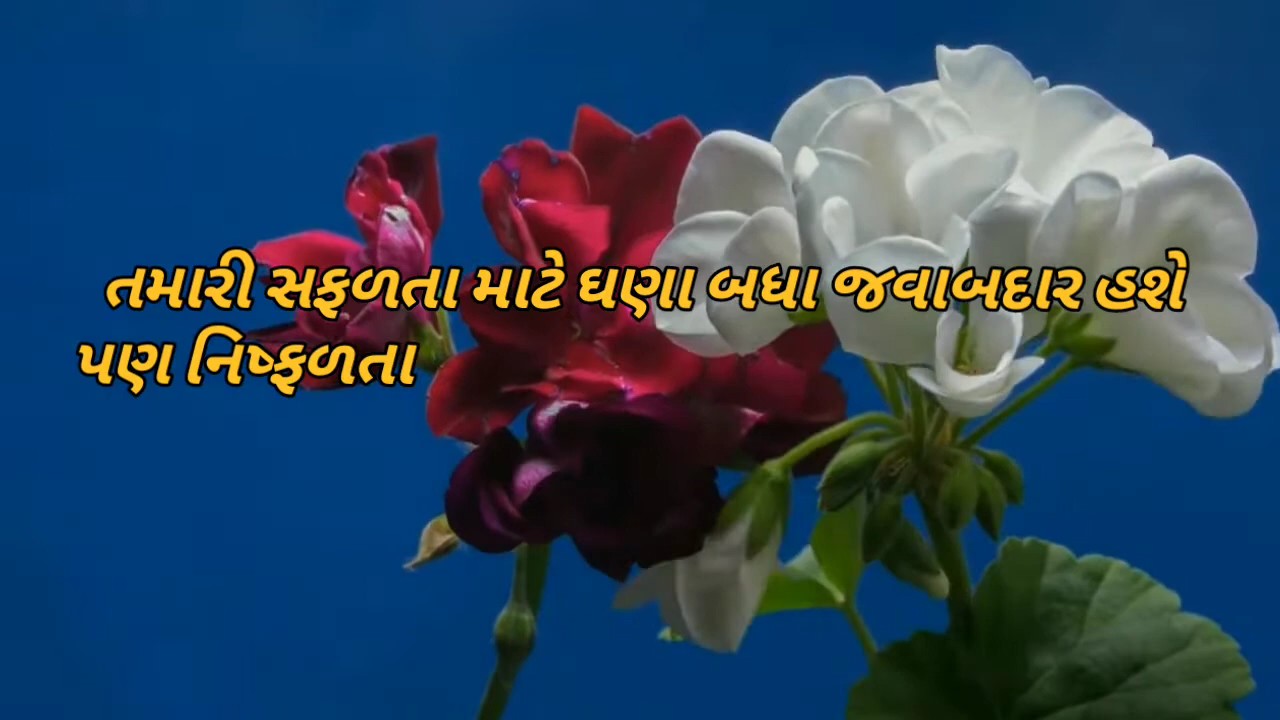 તમારી સફળતા માટે ઘણા બધા જવાબદાર હશે
પણ નિષ્ફળતા